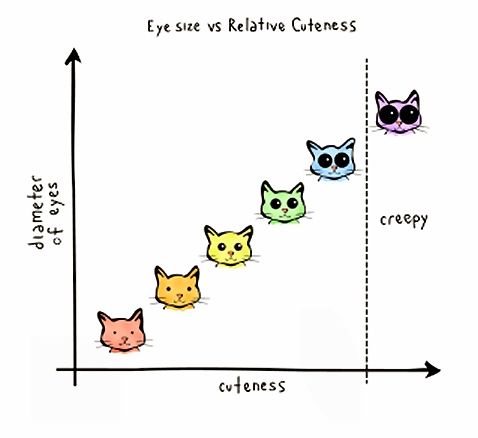 Eye size vs Relative Cuteness
diameter
of eyes
creepy
cuteness